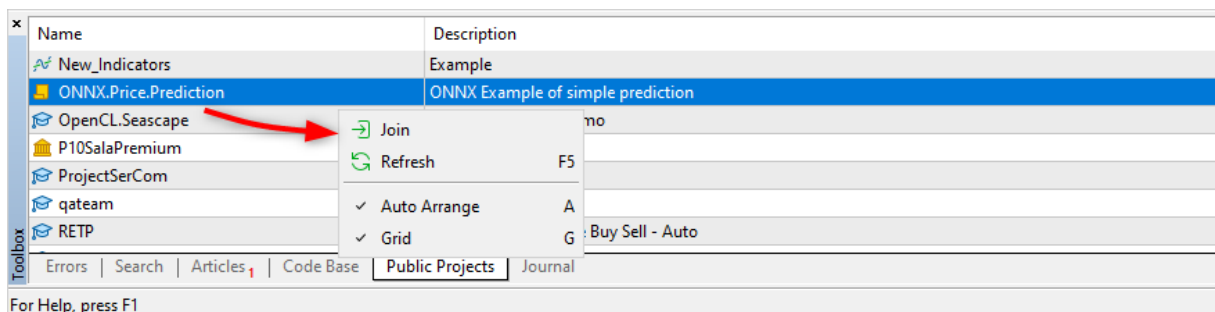 Name Description
New_Indicators Example
ONNX.Price.Prediction ONNX Example of simple prediction
OpenCL.Seascape mo
P10SalaPremium
ProjectSerCom
qateam
RETP Buy Sell - Auto
Join
Refresh F5
Auto Arrange A
Grid G
Toolbox
Errors | Search | Articles 1 | Code Base | Public Projects | Journal
For Help, press F1